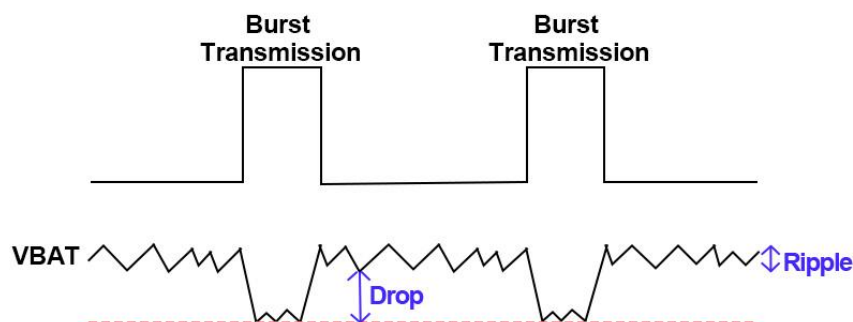 Burst
Transmission
Burst
Transmission
VBAT
Ripple
Drop